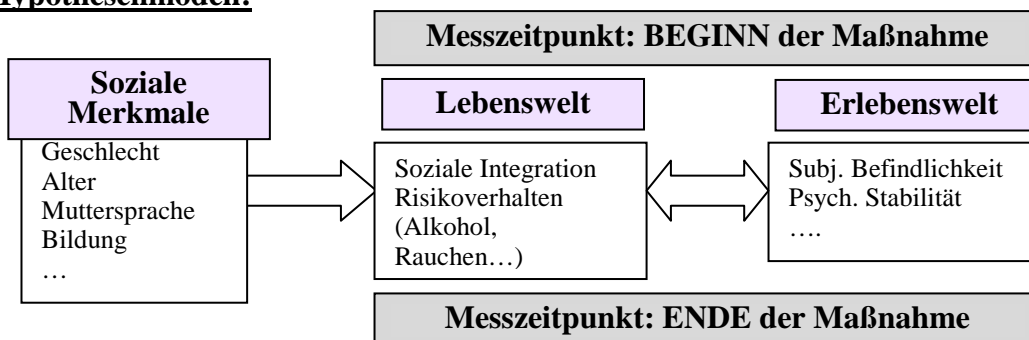 Hypothesenmodell:
Messzeitpunkt: BEGINN der Maßnahme
Soziale
Merkmale
Geschlecht
Alter
Muttersprache
Bildung
…
Lebenswelt
Soziale Integration
Risikoverhalten
(Alkohol,
Rauchen…)
Erlebenswelt
Subj. Befindlichkeit
Psych. Stabilität
….
Messzeitpunkt: ENDE der Maßnahme